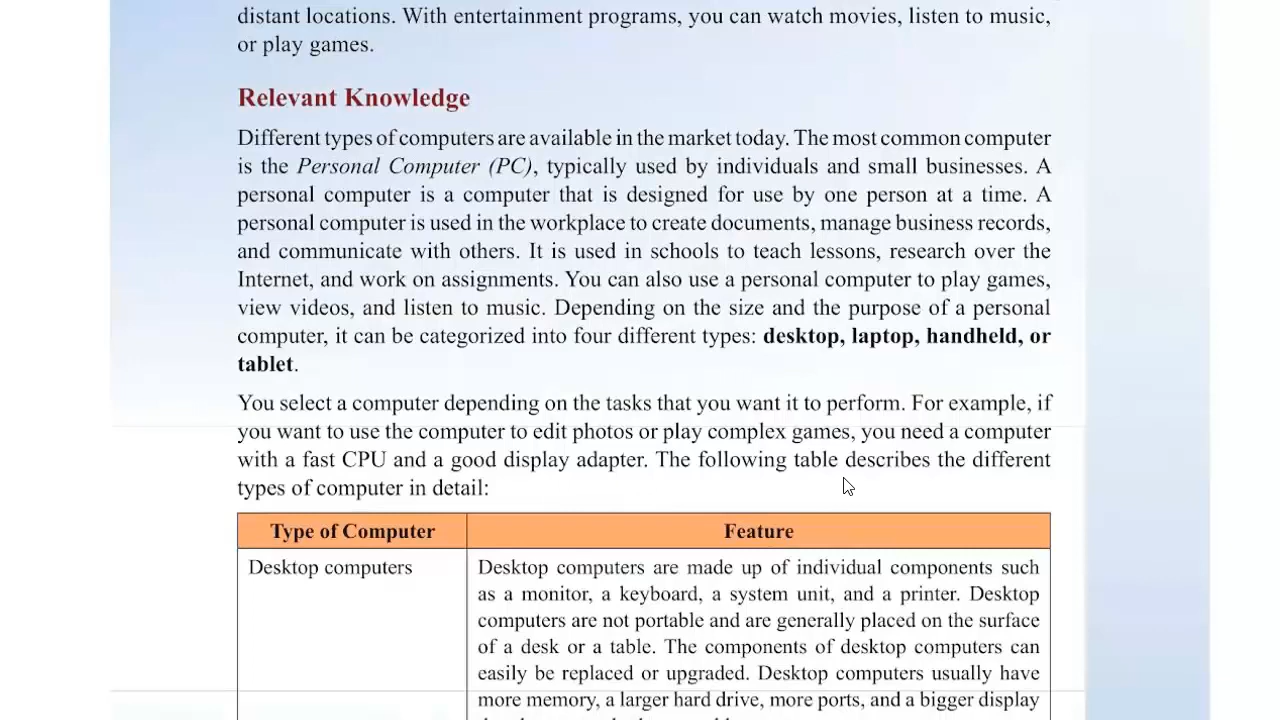 distant locations. With entertainment programs, you can watch movies, listen to music,
or play games.
Relevant Knowledge
Different types of computers are available in the market today. The most common computer
is the Personal Computer (PC), typically used by individuals and small businesses. A
personal computer is a computer that is designed for use by one person at a time. A
personal computer is used in the workplace to create documents, manage business records,
and communicate with others. It is used in schools to teach lessons, research over the
Internet, and work on assignments. You can also use a personal computer to play games,
view videos, and listen to music. Depending on the size and the purpose of a personal
computer, it can be categorized into four different types: desktop, laptop, handheld, or
tablet.
You select a computer depending on the tasks that you want it to perform. For example, if
you want to use the computer to edit photos or play complex games, you need a computer
with a fast CPU and a good display adapter. The following table describes the different
types of computer in detail:
Type of Computer Feature
Desktop computers
Desktop computers are made up of individual components such
as a monitor, a keyboard, a system unit, and a printer. Desktop
computers are not portable and are generally placed on the surface
of a desk or a table. The components of desktop computers can
easily be replaced or upgraded. Desktop computers usually have
more memory, a larger hard drive, more ports, and a bigger display